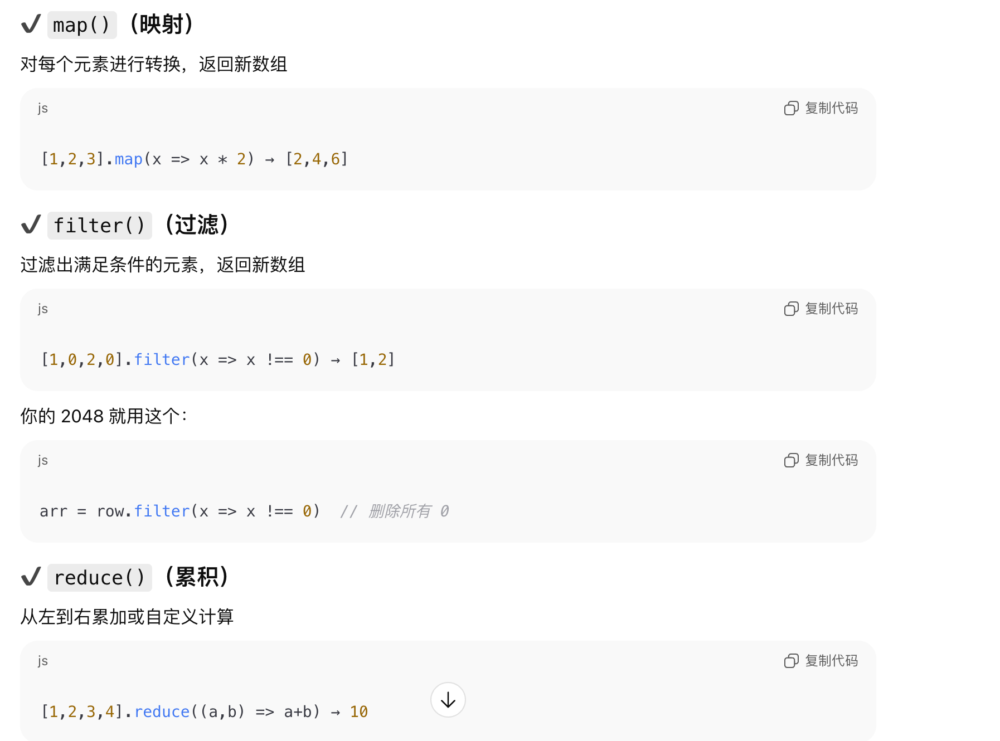 ✔ map()（映射）
对每个元素进行转换，返回新数组
js
复制代码
[1,2,3].map(x => x * 2) → [2,4,6]
✔ filter()（过滤）
过滤出满足条件的元素，返回新数组
js
复制代码
[1,0,2,0].filter(x => x !== 0) → [1,2]
你的 2048 就用这个：
js
复制代码
arr = row.filter(x => x !== 0)  // 删除所有 0
✔ reduce()（累积）
从左到右累加或自定义计算
js
复制代码
[1,2,3,4].reduce((a,b) => a+b) → 10